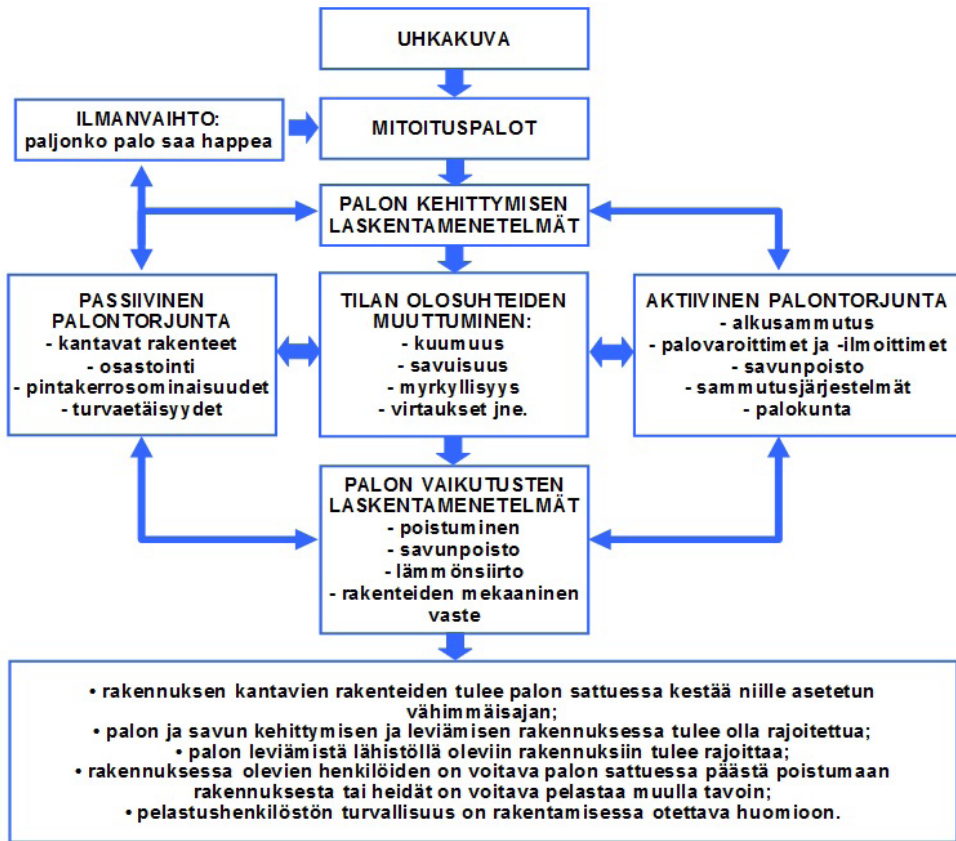 UHKAKUVA
ILMANVAIHTO:
paljonko palo saa happea
MITOITUSPALOT
PALON KEHITTYMISEN
LASKENTAMENETELMÄT
PASSIIVINEN
PALONTORJUNTA
- kantavat rakenteet
- osastointi
- pintakerrosominaisuudet
- turvaetäisyydet
TILAN OLOSUHTEIDEN
MUUTTUMINEN:
- kuumuus
- savuisuus
- myrkyllisyys
- virtaukset jne.
AKTIIVINEN PALONTORJUNTA
- alkusammutus
- palovaroittimet ja -ilmoittimet
- savunpoisto
- sammutusjärjestelmät
- palokunta
PALON VAIKUTUSTEN
LASKENTAMENETELMÄT
- poistuminen
- savunpoisto
- lämmönsiirto
- rakenteiden mekaaninen
vaste
• rakennuksen kantavien rakenteiden tulee palon sattuessa kestää niille asetetun
vähimmäisajan;
• palon ja savun kehittymisen ja leviämisen rakennuksessa tulee olla rajoitettua;
• palon leviämistä lähistöllä oleviin rakennuksiin tulee rajoittaa;
• rakennuksessa olevien henkilöiden on voitava palon sattuessa päästä poistumaan
rakennuksesta tai heidät on voitava pelastaa muulla tavoin;
• pelastushenkilöstön turvallisuus on rakentamisessa otettava huomioon.